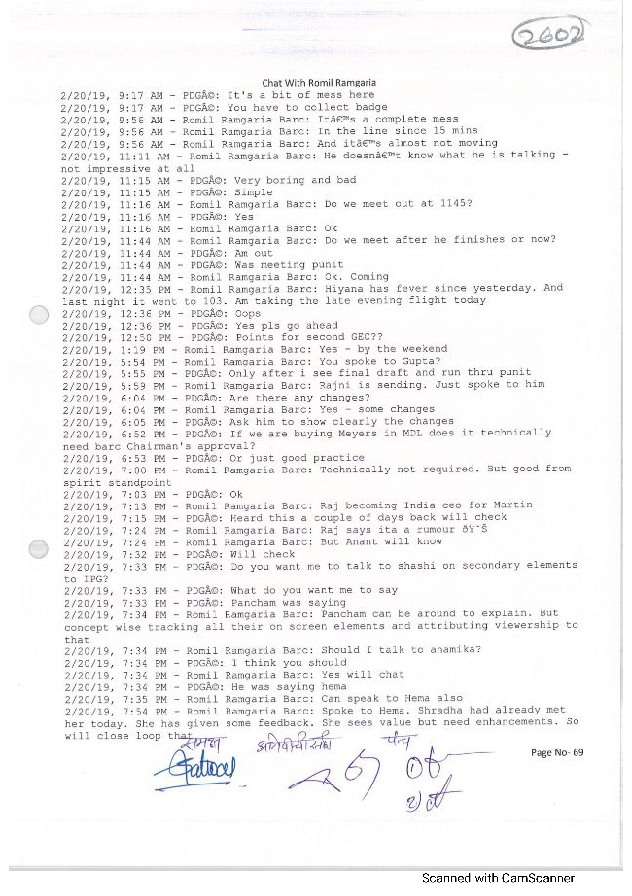 2602
Chat With Romil Ramgaria
2/20/19, 9:17 AM - PDGÂ©: It's a bit of mess here
2/20/19, 9:17 AM - PDGÂ©: You have to collect badge
2/20/19, 9:56 AM - Romil Ramgaria Barc: Itâ€™s a complete mess
2/20/19, 9:56 AM - Romil Ramgaria Barc: In the line since 15 mins
2/20/19, 9:56 AM - Romil Ramgaria Barc: And itâ€™s almost not moving
2/20/19, 11:11 AM - Romil Ramgaria Barc: He doesnâ€™t know what he is talking -
not impressive at all
2/20/19, 11:15 AM - PDGÂ©: Very boring and bad
2/20/19, 11:15 AM - PDGÂ©: Simple
2/20/19, 11:16 AM - Romil Ramgaria Barc: Do we meet out at 1145?
2/20/19, 11:16 AM - PDGÂ©: Yes
2/20/19, 11:16 AM - Romil Ramgaria Barc: Ok
2/20/19, 11:44 AM - Romil Ramgaria Barc: Do we meet after he finishes or now?
2/20/19, 11:44 AM - PDGÂ©: Am out
2/20/19, 11:44 AM - PDGÂ©: Was meeting punit
2/20/19, 11:44 AM - Romil Ramgaria Barc: Ok. Coming
2/20/19, 12:35 PM - Romil Ramgaria Barc: Hiyana has fever since yesterday. And
last night it went to 103. Am taking the late evening flight today
2/20/19, 12:36 PM - PDGÂ©: Oops
2/20/19, 12:36 PM - PDGÂ©: Yes pls go ahead
2/20/19, 12:50 PM - PDGÂ©: Points for second GEC??
2/20/19, 1:19 PM - Romil Ramgaria Barc: Yes - by the weekend
2/20/19, 5:54 PM - Romil Ramgaria Barc: You spoke to Gupta?
2/20/19, 5:55 PM - PDGÂ©: Only after i see final draft and run thru punit
2/20/19, 5:59 PM - Romil Ramgaria Barc: Rajni is sending. Just spoke to him
2/20/19, 6:04 PM - PDGÂ©: Are there any changes?
2/20/19, 6:04 PM - Romil Ramgaria Barc: Yes - some changes
2/20/19, 6:05 PM - PDGÂ©: Ask him to show clearly the changes
2/20/19, 6:52 PM - PDGÂ©: If we are buying Meyers in MDL does it technically
need barc Chairman's approval?
2/20/19, 6:53 PM - PDGÂ©: Or just good practice
2/20/19, 7:00 PM - Romil Ramgaria Barc: Technically not required. But good from
spirit standpoint
2/20/19, 7:03 PM - PDGÂ©: Ok
2/20/19, 7:13 PM - Romil Ramgaria Barc: Raj becoming India ceo for Martin
2/20/19, 7:15 PM - PDGÂ©: Heard this a couple of days back will check
2/20/19, 7:24 PM - Romil Ramgaria Barc: Raj says ita a rumour ðŸ˜Š
2/20/19, 7:24 PM - Romil Ramgaria Barc: But Anant will know
2/20/19, 7:32 PM - PDGÂ©: Will check
2/20/19, 7:33 PM - PDGÂ©: Do you want me to talk to shashi on secondary elements
to IPG?
2/20/19, 7:33 PM - PDGÂ©: What do you want me to say
2/20/19, 7:33 PM - PDGÂ©: Pancham was saying
2/20/19, 7:34 PM - Romil Ramgaria Barc: Pancham can be around to explain. But
concept wise tracking all their on screen elements and attributing viewership to
that
2/20/19, 7:34 PM - Romil Ramgaria Barc: Should I talk to anamika?
2/20/19, 7:34 PM - PDGÂ©: I think you should
2/20/19, 7:34 PM - Romil Ramgaria Barc: Yes will chat
2/20/19, 7:34 PM - PDGÂ©: He was saying hema
2/20/19, 7:35 PM - Romil Ramgaria Barc: Can speak to Hema also
2/20/19, 7:54 PM - Romil Ramgaria Barc: Spoke to Hema. Shradha had already met
her today. She has given some feedback. She sees value but need enhancements. So
will close loop that
समक्ष पंच
Page No- 69
Scanned with CamScanner